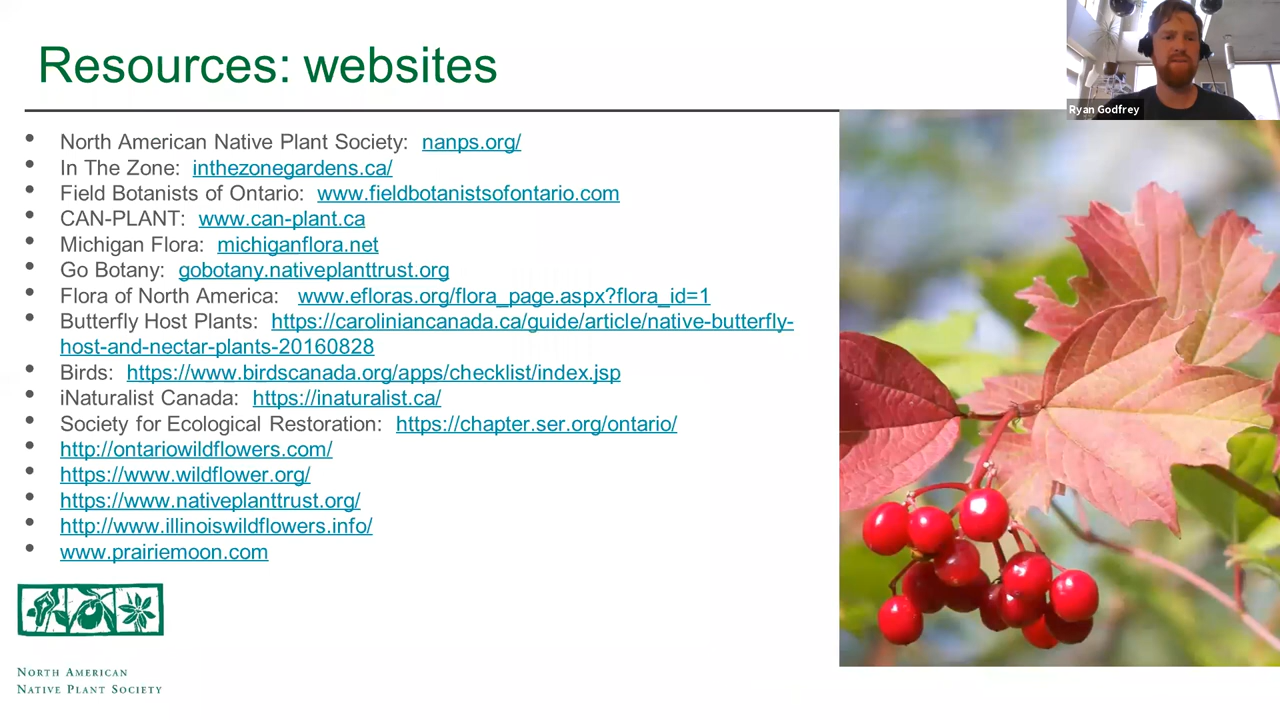 Resources: websites
Ryan Godfrey
• North American Native Plant Society: nanps.org/
• In The Zone: inthezonegardens.ca/
• Field Botanists of Ontario: www.fieldbotanistsofontario.com
• CAN-PLANT: www.can-plant.ca
• Michigan Flora: michiganflora.net
• Go Botany: gobotany.nativeplanttrust.org
• Flora of North America: www.efloras.org/flora_page.aspx?flora_id=1
• Butterfly Host Plants: https://caroliniancanada.ca/guide/article/native-butterfly-
host-and-nectar-plants-20160828
• Birds: https://www.birdscanada.org/apps/checklist/index.jsp
• iNaturalist Canada: https://inaturalist.ca/
• Society for Ecological Restoration: https://chapter.ser.org/ontario/
• http://ontariowildflowers.com/
• https://www.wildflower.org/
• https://www.nativeplanttrust.org/
• http://www.illinoiswildflowers.info/
• www.prairiemoon.com
North American
Native Plant Society